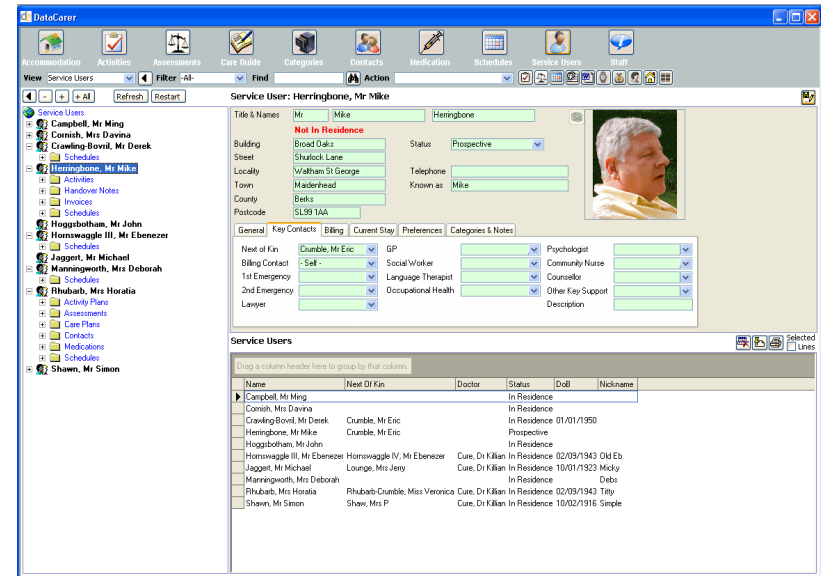 DataCarer
Accommodation Activities Assessments Care Guide Categories Contacts Medication Schedules Service Users Staff
View Service Users Filter -All- Find Action
- + + All Refresh Restart Service User: Herringbone, Mr Mike
Service Users
Campbell, Mr Ming
Cornish, Mrs Davina
Crawling-Bovril, Mr Derek
Schedules
Herringbone, Mr Mike
Activities
Handover Notes
Invoices
Schedules
Hoggsbotham, Mr John
Hornswaggle III, Mr Ebenezer
Schedules
Jaggert, Mr Michael
Manningworth, Mrs Deborah
Schedules
Rhubarb, Mrs Horatia
Activity Plans
Assessments
Care Plans
Contacts
Medications
Schedules
Shawn, Mr Simon
Title & Names Mr Mike Herringbone
Not In Residence
Building Broad Oaks Status Prospective
Street Shurlock Lane
Locality Waltham St George Telephone
Town Maidenhead Known as Mike
County Berks
Postcode SL99 1AA
General Key Contacts Billing Current Stay Preferences Categories & Notes
Next of Kin Crumble, Mr Eric GP Psychologist
Billing Contact - Self - Social Worker Community Nurse
1st Emergency Language Therapist Counsellor
2nd Emergency Occupational Health Other Key Support
Lawyer Description
Service Users Selected
Lines
Drag a column header here to group by that column.
Name Next Of Kin Doctor Status DoB Nickname
Campbell, Mr Ming In Residence
Cornish, Mrs Davina In Residence
Crawling-Bovril, Mr Derek Crumble, Mr Eric In Residence 01/01/1950
Herringbone, Mr Mike Crumble, Mr Eric Prospective
Hoggsbotham, Mr John In Residence
Hornswaggle III, Mr Ebenezer Hornswaggle IV, Mr Ebenezer Cure, Dr Killian In Residence 02/09/1943 Old Eb
Jaggert, Mr Michael Lounge, Mrs Jerry Cure, Dr Killian In Residence 10/01/1923 Micky
Manningworth, Mrs Deborah In Residence Debs
Rhubarb, Mrs Horatia Rhubarb-Crumble, Miss Veronica Cure, Dr Killian In Residence 02/09/1943 Titty
Shawn, Mr Simon Shaw, Mrs P Cure, Dr Killian In Residence 10/02/1916 Simple